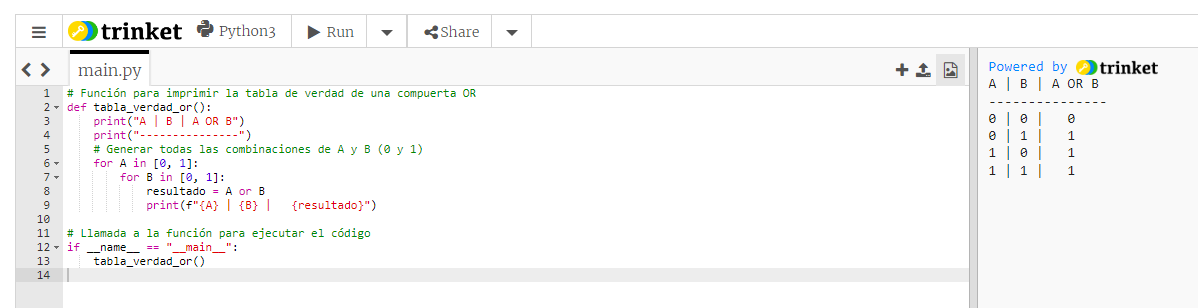 trinket Python3 Run Share
main.py
1 # Función para imprimir la tabla de verdad de una compuerta OR
2 def tabla_verdad_or():
3     print("A | B | A OR B")
4     print("---------------")
5     # Generar todas las combinaciones de A y B (0 y 1)
6     for A in [0, 1]:
7         for B in [0, 1]:
8             resultado = A or B
9             print(f"{A} | {B} |   {resultado}")
10
11 # Llamada a la función para ejecutar el código
12 if __name__ == "__main__":
13     tabla_verdad_or()
14
Powered by trinket
A | B | A OR B
---------------
0 | 0 |   0
0 | 1 |   1
1 | 0 |   1
1 | 1 |   1